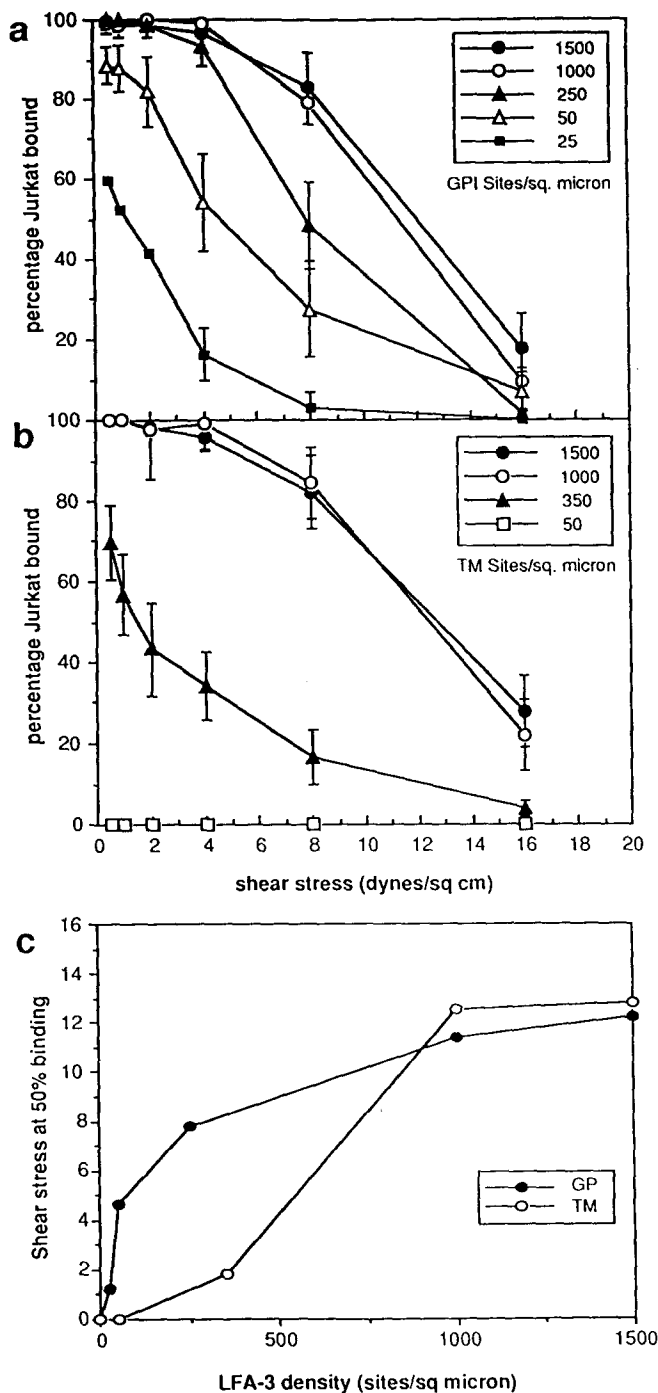 a
100
80
60
40
20
percentage Jurkat bound
1500
1000
250
50
25
GPI Sites/sq. micron
b
100
80
60
40
20
0
percentage Jurkat bound
1500
1000
350
50
TM Sites/sq. micron
0 2 4 6 8 10 12 14 16 18 20
shear stress (dynes/sq cm)
c
16
14
12
10
8
6
4
2
0
Shear stress at 50% binding
GP
TM
0 500 1000 1500
LFA-3 density (sites/sq micron)